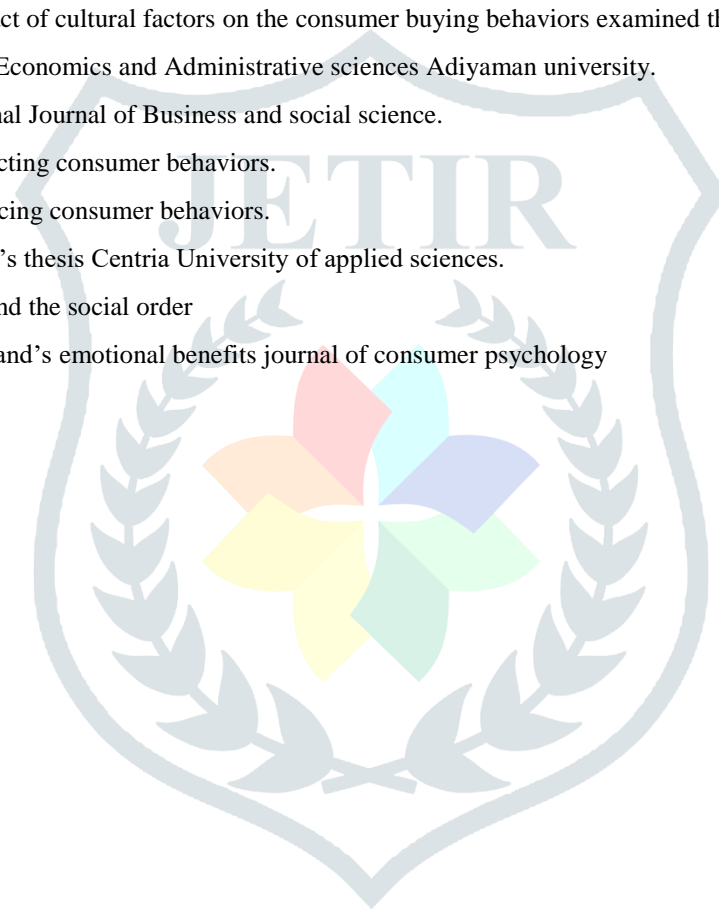 ct of cultural factors on the consumer buying behaviors examined th
Economics and Administrative sciences Adiyaman university.
nal Journal of Business and social science.
cting consumer behaviors.
cing consumer behaviors.
's thesis Centria University of applied sciences.
nd the social order
and's emotional benefits journal of consumer psychology
JETIR